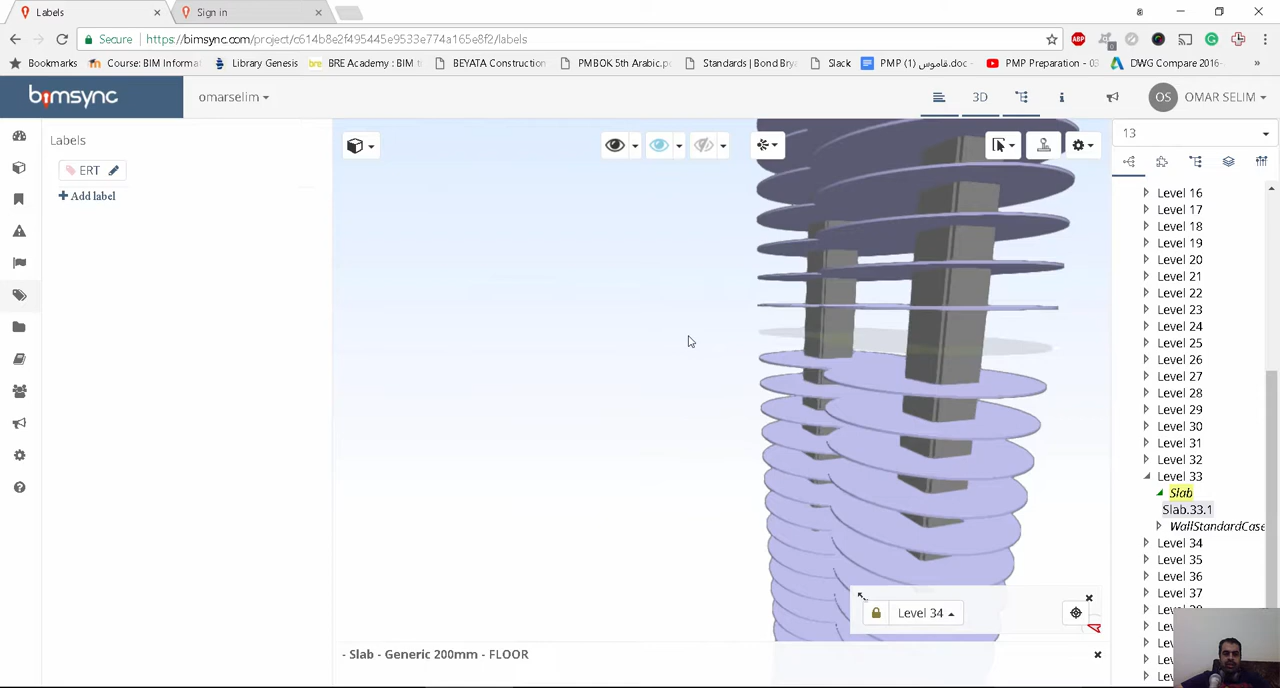 Labels
Sign in
Secure
https://bimsync.com/project/c614b8e2f495445e9533e774a165e8f2/labels
ABP
0
Bookmarks
Course: BIM Informat
Library Genesis
bre BRE Academy: BIM t
BEYATA Construction
PMBOK 5th Arabic.p
Standards | Bond Bry
Slack
قاموس (1) PMP.doc
PMP Preparation - 03
DWG Compare 2016-
»
bimsync
omarselim
3D
OS
OMAR SELIM
Labels
ERT
Add label
13
Level 16
Level 17
Level 18
Level 19
Level 20
Level 21
Level 22
Level 23
Level 24
Level 25
Level 26
Level 27
Level 28
Level 29
Level 30
Level 31
Level 32
Level 33
Slab
Slab.33.1
WallStandardCase
Level 34
Level 35
Level 36
Level 37
Level 34
- Slab - Generic 200mm - FLOOR